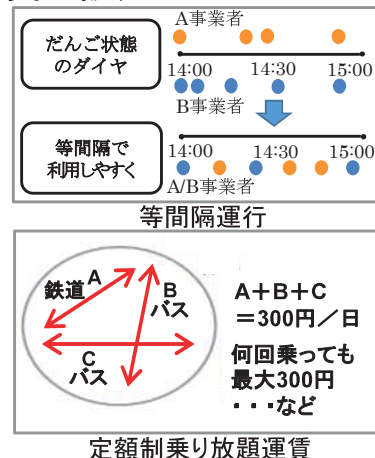 だんご状態
のダイヤ
A事業者
14:00 14:30 15:00
B事業者
等間隔で
利用しやすく
14:00 14:30 15:00
A/B事業者
等間隔運行
鉄道 A
B
バス
C
バス
A+B+C
=300円/日
何回乗っても
最大300円
・・・など
定額制乗り放題運賃